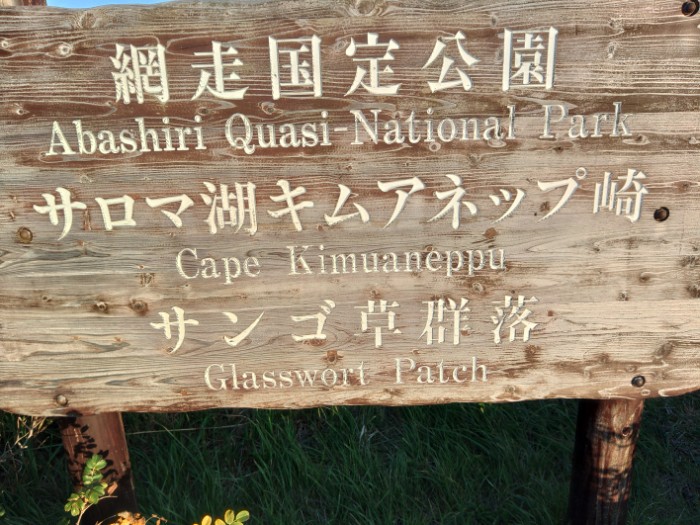 網走国定公園
Abashiri Quasi-National Park
サロマ湖キムアネップ崎
Cape Kimuaneppu
サンゴ草群落
Glasswort Patch